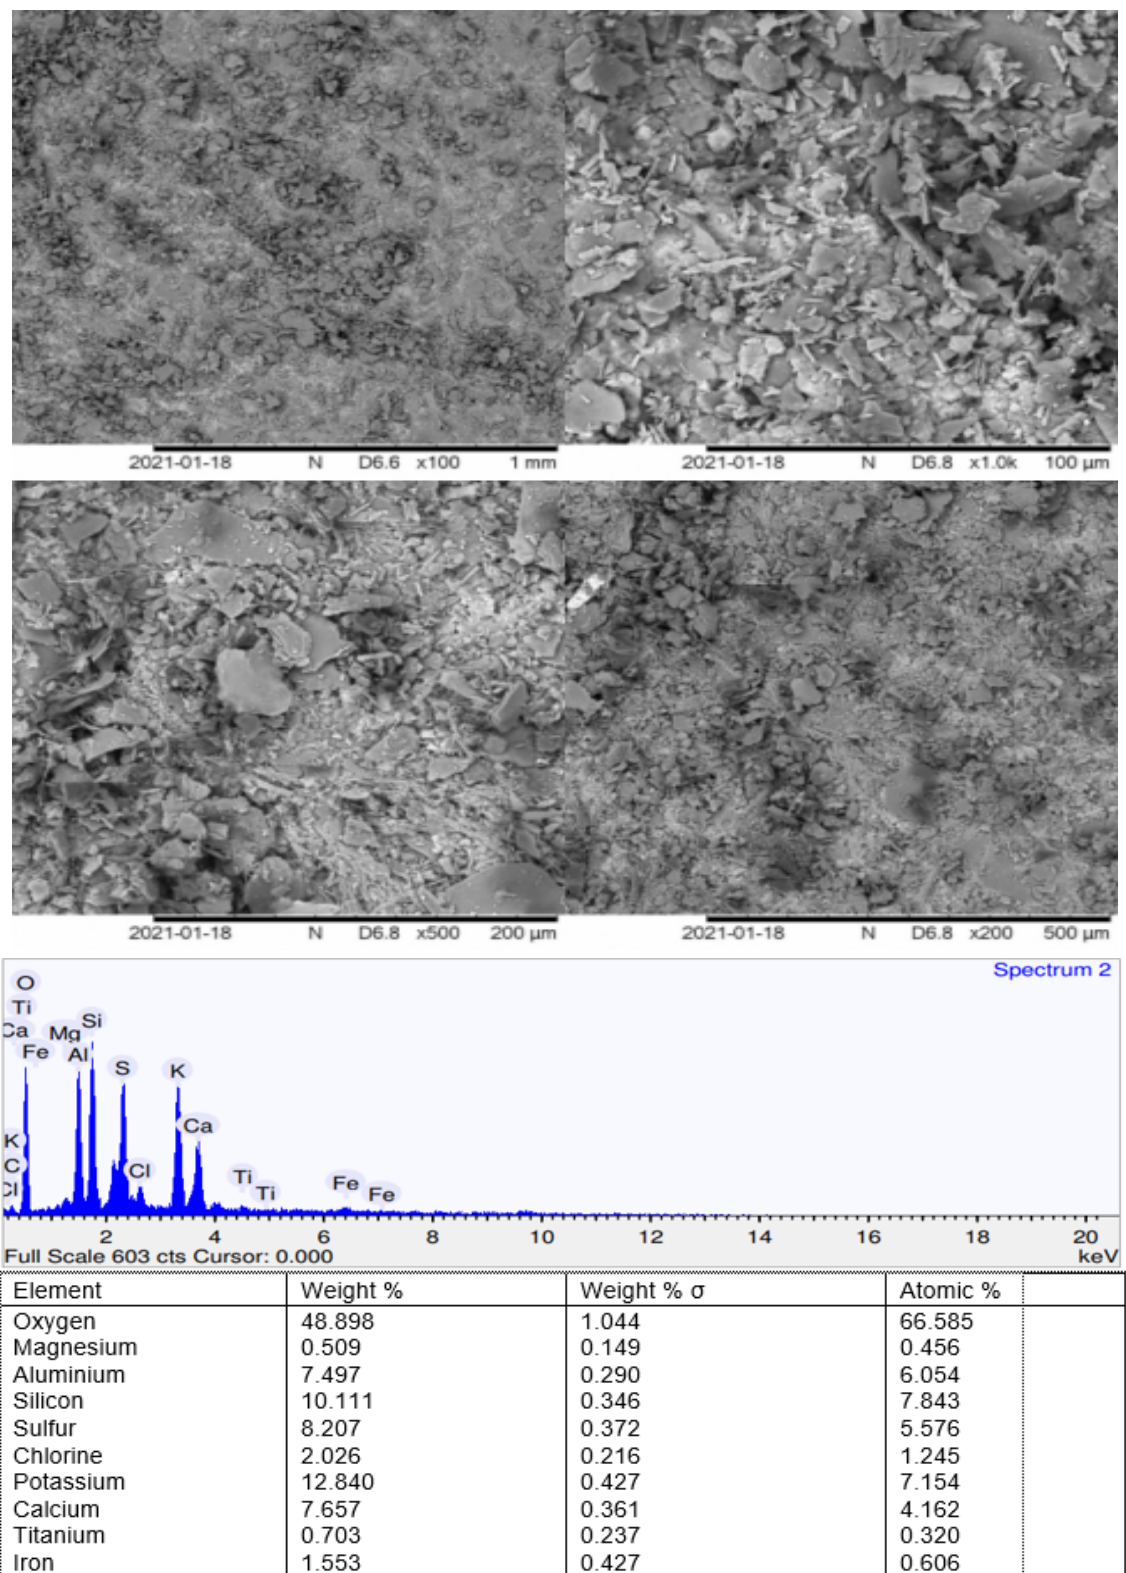 2021-01-18 N D6.6 x100 1 mm
2021-01-18 N D6.8 x1.0k 100 µm
2021-01-18 N D6.8 x500 200 µm
2021-01-18 N D6.8 x200 500 µm
Spectrum 2
O
Ti
Ca
Mg
Si
Fe
Al
S
K
Ca
K
C
Cl
Cl
Ti
Ti
Fe
Fe
2 4 6 8 10 12 14 16 18 20
Full Scale 603 cts Cursor: 0.000 keV
Element Weight % Weight % σ Atomic %
Oxygen 48.898 1.044 66.585
Magnesium 0.509 0.149 0.456
Aluminium 7.497 0.290 6.054
Silicon 10.111 0.346 7.843
Sulfur 8.207 0.372 5.576
Chlorine 2.026 0.216 1.245
Potassium 12.840 0.427 7.154
Calcium 7.657 0.361 4.162
Titanium 0.703 0.237 0.320
Iron 1.553 0.427 0.606